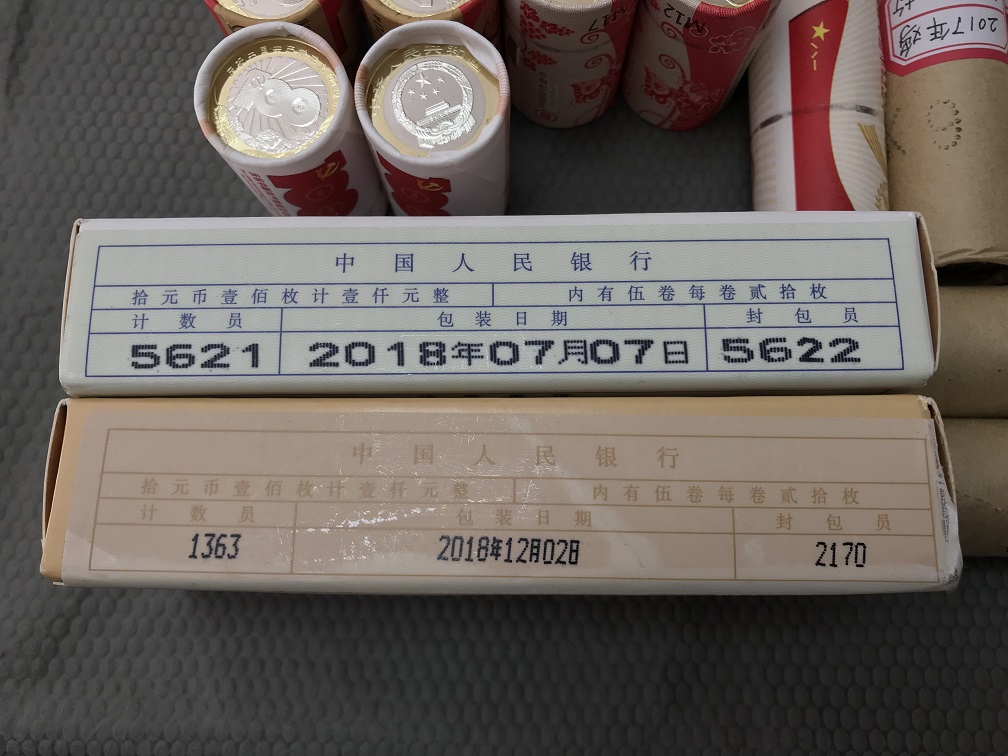 M17
M12
2017年鸡
中国人民银行
拾元币壹佰枚计壹仟元整 内有伍卷每卷贰拾枚
计数员 包装日期 封包员
5621 2018年07月07日 5622
中国人民银行
拾元币壹佰枚计壹仟元整 内有伍卷每卷贰拾枚
计数员 包装日期 封包员
1363 2018年12月02日 2170